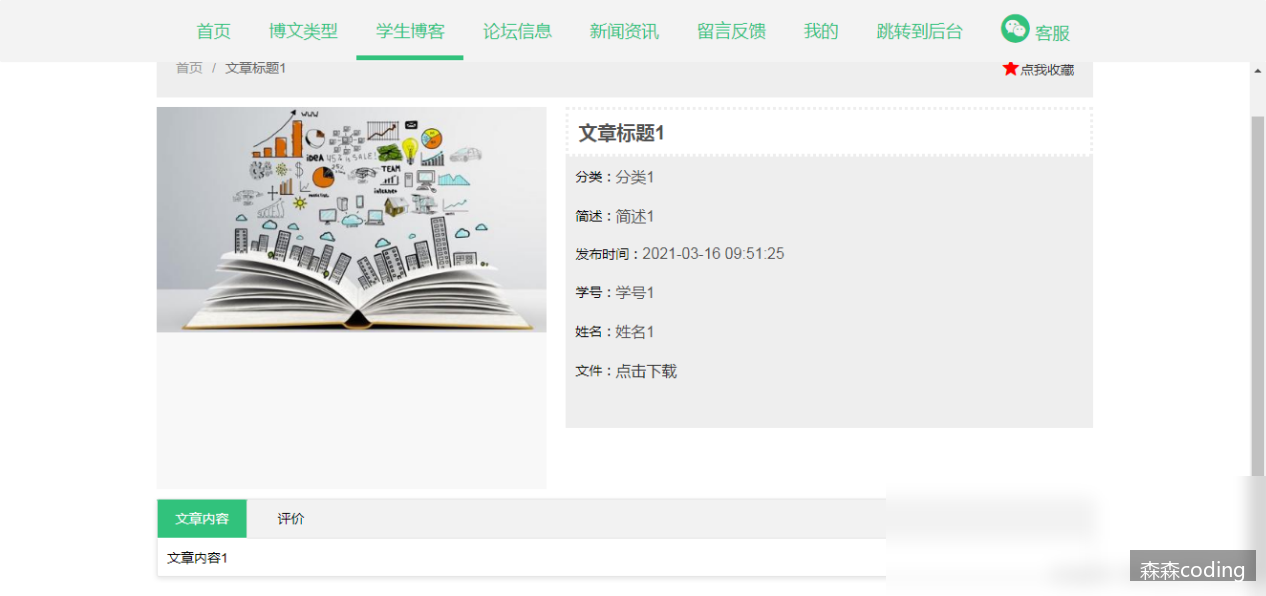 首页 博文类型 学生博客 论坛信息 新闻资讯 留言反馈 我的 跳转到后台 客服
首页 / 文章标题1 点我收藏
IDEA
TEAM
文章标题1
分类：分类1
简述：简述1
发布时间：2021-03-16 09:51:25
学号：学号1
姓名：姓名1
文件：点击下载
文章内容 评价
文章内容1
森森coding